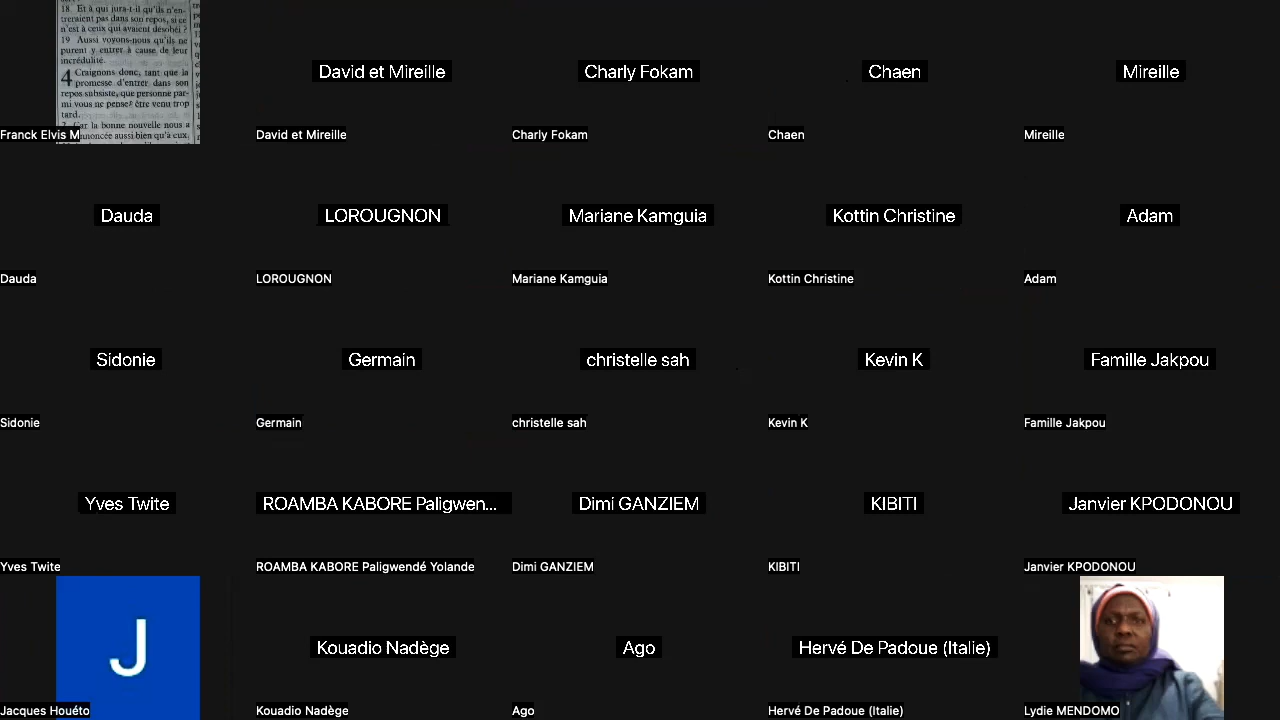 18. Et à qui jura-t-il qu'ils n'en-
treraient pas dans son repos, si ce
n'est à ceux qui avaient désobéi ?
19 Aussi voyons-nous qu'ils ne
purent y entrer à cause de leur
incrédulité.
4 Craignons donc, tant que la
promesse d'entrer dans son
repos subsiste, que personne par-
mi vous ne pense être venu trop
tard.
Car la bonne nouvelle nous a
annoncée aussi bien qu'à eux.
Franck Elvis M
David et Mireille
David et Mireille
Charly Fokam
Charly Fokam
Chaen
Chaen
Mireille
Mireille
Dauda
Dauda
LOROUGNON
LOROUGNON
Mariane Kamguia
Mariane Kamguia
Kottin Christine
Kottin Christine
Adam
Adam
Sidonie
Sidonie
Germain
Germain
christelle sah
christelle sah
Kevin K
Kevin K
Famille Jakpou
Famille Jakpou
Yves Twite
Yves Twite
ROAMBA KABORE Paligwen...
ROAMBA KABORE Paligwendé Yolande
Dimi GANZIEM
Dimi GANZIEM
KIBITI
KIBITI
Janvier KPODONOU
Janvier KPODONOU
J
Jacques Houéto
Kouadio Nadège
Kouadio Nadège
Ago
Ago
Hervé De Padoue (Italie)
Hervé De Padoue (Italie)
Lydie MENDOMO